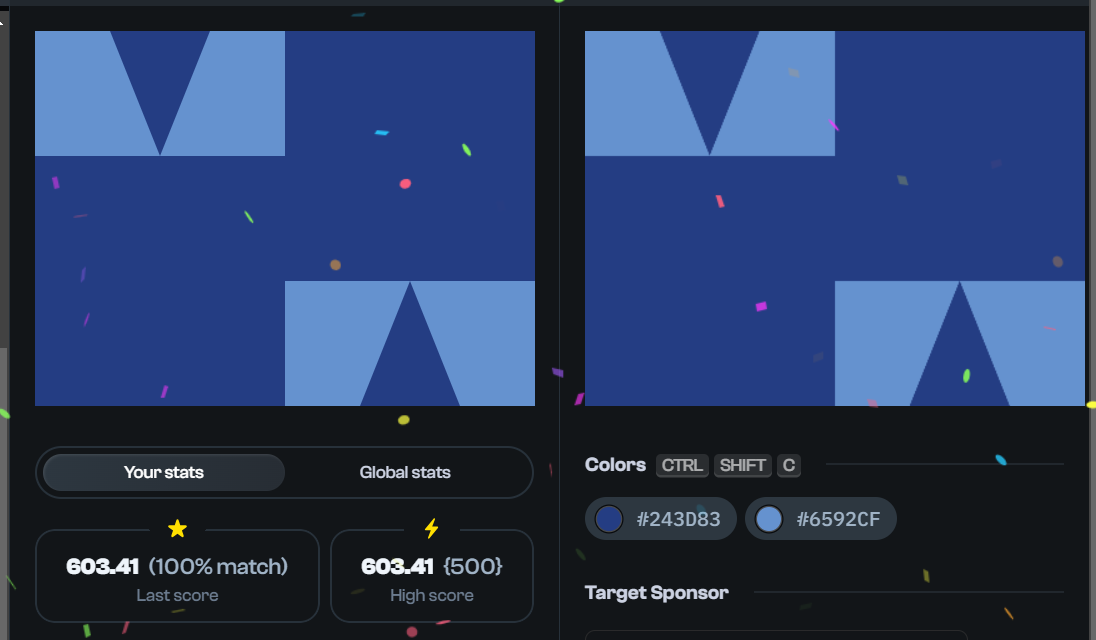 Your stats
Global stats
603.41 (100% match)
Last score
603.41 {500}
High score
Colors CTRL SHIFT C
#243D83
#6592CF
Target Sponsor